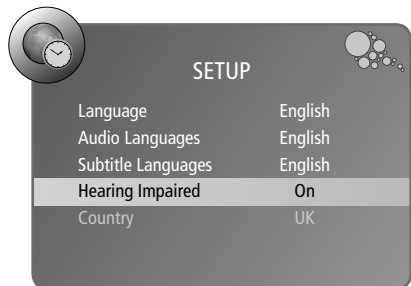 SETUP
Language English
Audio Languages English
Subtitle Languages English
Hearing Impaired On
Country UK